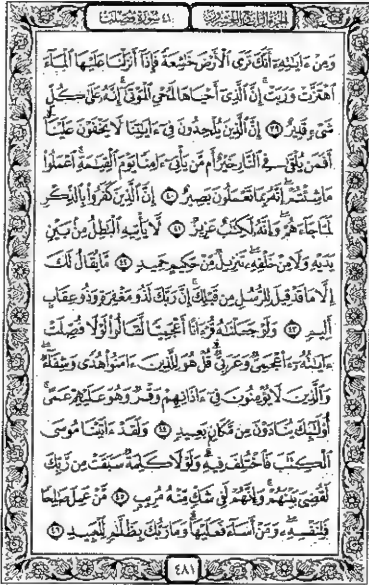 الجزء الرابع والعشرون ٤١ سورة فصلت
وَمِنْ ءَايَٰتِهِۦٓ أَنَّكَ تَرَى ٱلْأَرْضَ خَٰشِعَةً فَإِذَآ أَنزَلْنَا عَلَيْهَا ٱلْمَآءَ
ٱهْتَزَّتْ وَرَبَتْ ۚ إِنَّ ٱلَّذِىٓ أَحْيَاهَا لَمُحْىِ ٱلْمَوْتَىٰٓ ۚ إِنَّهُۥ عَلَىٰ كُلِّ
شَىْءٍ قَدِيرٌ ٣٩ إِنَّ ٱلَّذِينَ يُلْحِدُونَ فِىٓ ءَايَٰتِنَا لَا يَخْفَوْنَ عَلَيْنَآ ۗ
أَفَمَن يُلْقَىٰ فِى ٱلنَّارِ خَيْرٌ أَم مَّن يَأْتِىٓ ءَامِنًا يَوْمَ ٱلْقِيَٰمَةِ ۚ ٱعْمَلُوا۟
مَا شِئْتُمْ ۖ إِنَّهُۥ بِمَا تَعْمَلُونَ بَصِيرٌ ٤٠ إِنَّ ٱلَّذِينَ كَفَرُوا۟ بِٱلذِّكْرِ
لَمَّا جَآءَهُمْ ۖ وَإِنَّهُۥ لَكِتَٰبٌ عَزِيزٌ ٤١ لَّا يَأْتِيهِ ٱلْبَٰطِلُ مِنۢ بَيْنِ
يَدَيْهِ وَلَا مِنْ خَلْفِهِۦ ۖ تَنزِيلٌ مِّنْ حَكِيمٍ حَمِيدٍ ٤٢ مَّا يُقَالُ لَكَ
إِلَّا مَا قَدْ قِيلَ لِلرُّسُلِ مِن قَبْلِكَ ۚ إِنَّ رَبَّكَ لَذُو مَغْفِرَةٍ وَذُو عِقَابٍ
أَلِيمٍ ٤٣ وَلَوْ جَعَلْنَٰهُ قُرْءَانًا أَعْجَمِيًّا لَّقَالُوا۟ لَوْلَا فُصِّلَتْ
ءَايَٰتُهُۥٓ ۖ ءَا۬عْجَمِىٌّ وَعَرَبِىٌّ ۗ قُلْ هُوَ لِلَّذِينَ ءَامَنُوا۟ هُدًى وَشِفَآءٌ ۖ
وَٱلَّذِينَ لَا يُؤْمِنُونَ فِىٓ ءَاذَانِهِمْ وَقْرٌ وَهُوَ عَلَيْهِمْ عَمًى ۚ
أُو۟لَٰٓئِكَ يُنَادَوْنَ مِن مَّكَانٍۭ بَعِيدٍ ٤٤ وَلَقَدْ ءَاتَيْنَا مُوسَى
ٱلْكِتَٰبَ فَٱخْتُلِفَ فِيهِ ۗ وَلَوْلَا كَلِمَةٌ سَبَقَتْ مِن رَّبِّكَ
لَقُضِىَ بَيْنَهُمْ ۚ وَإِنَّهُمْ لَفِى شَكٍّ مِّنْهُ مُرِيبٍ ٤٥ مَّنْ عَمِلَ صَٰلِحًا
فَلِنَفْسِهِۦ ۖ وَمَنْ أَسَآءَ فَعَلَيْهَا ۗ وَمَا رَبُّكَ بِظَلَّٰمٍ لِّلْعَبِيدِ ٤٦
٤٨١